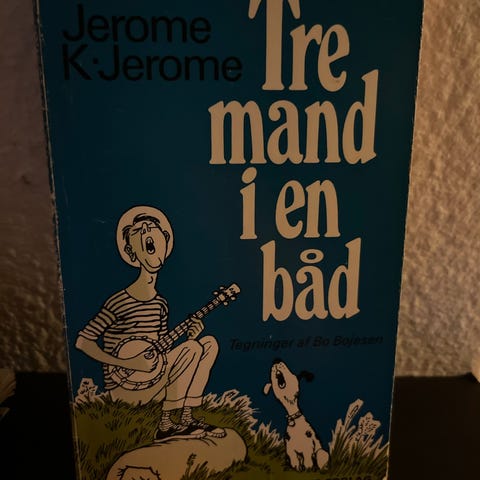 Jerome
K·Jerome
Tre
mand
i en
båd
Tegninger af Bo Bojesen